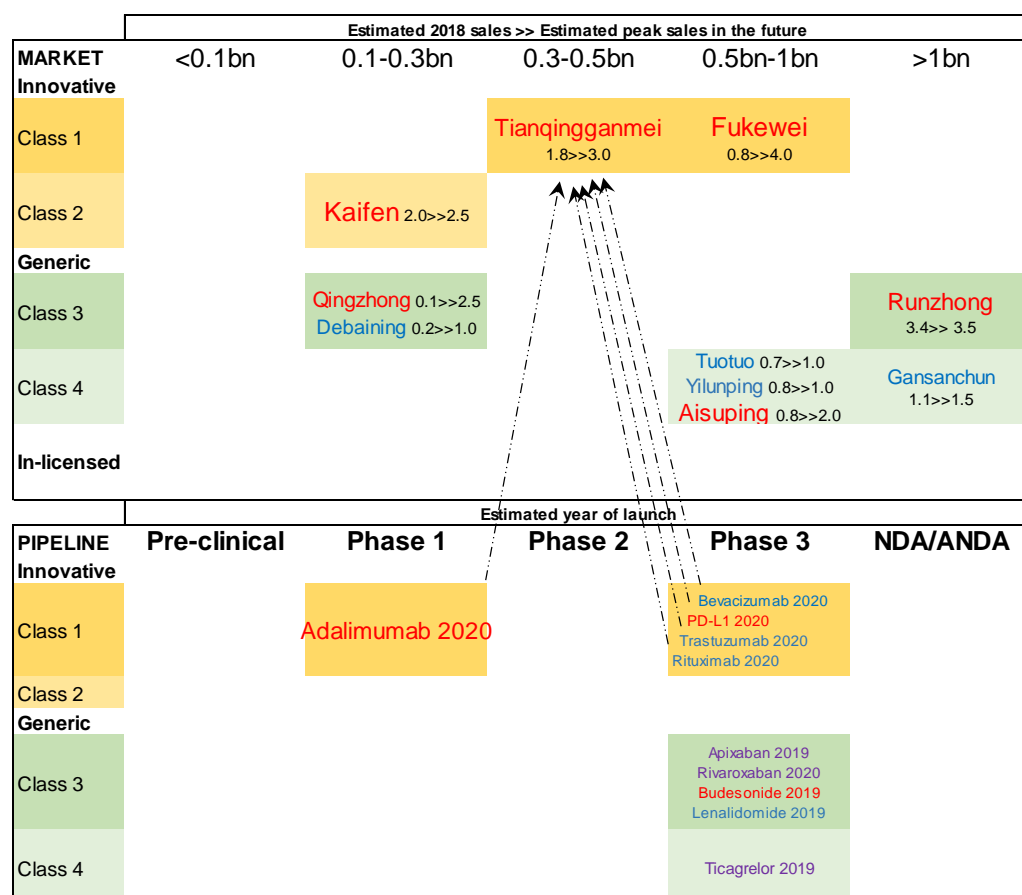 Estimated 2018 sales >> Estimated peak sales in the future
MARKET <0.1bn 0.1-0.3bn 0.3-0.5bn 0.5bn-1bn >1bn
Innovative
Class 1 Tianqingganmei Fukewei
1.8>>3.0 0.8>>4.0
Class 2 Kaifen 2.0>>2.5
Generic
Class 3 Qingzhong 0.1>>2.5 Runzhong
Debaining 0.2>>1.0 3.4>> 3.5
Class 4 Tuotuo 0.7>>1.0 Gansanchun
Yilunping 0.8>>1.0 1.1>>1.5
Aisuping 0.8>>2.0
In-licensed
Estimated year of launch
PIPELINE Pre-clinical Phase 1 Phase 2 Phase 3 NDA/ANDA
Innovative
Class 1 Adalimumab 2020 Bevacizumab 2020
PD-L1 2020
Trastuzumab 2020
Rituximab 2020
Class 2
Generic
Class 3 Apixaban 2019
Rivaroxaban 2020
Budesonide 2019
Lenalidomide 2019
Class 4 Ticagrelor 2019